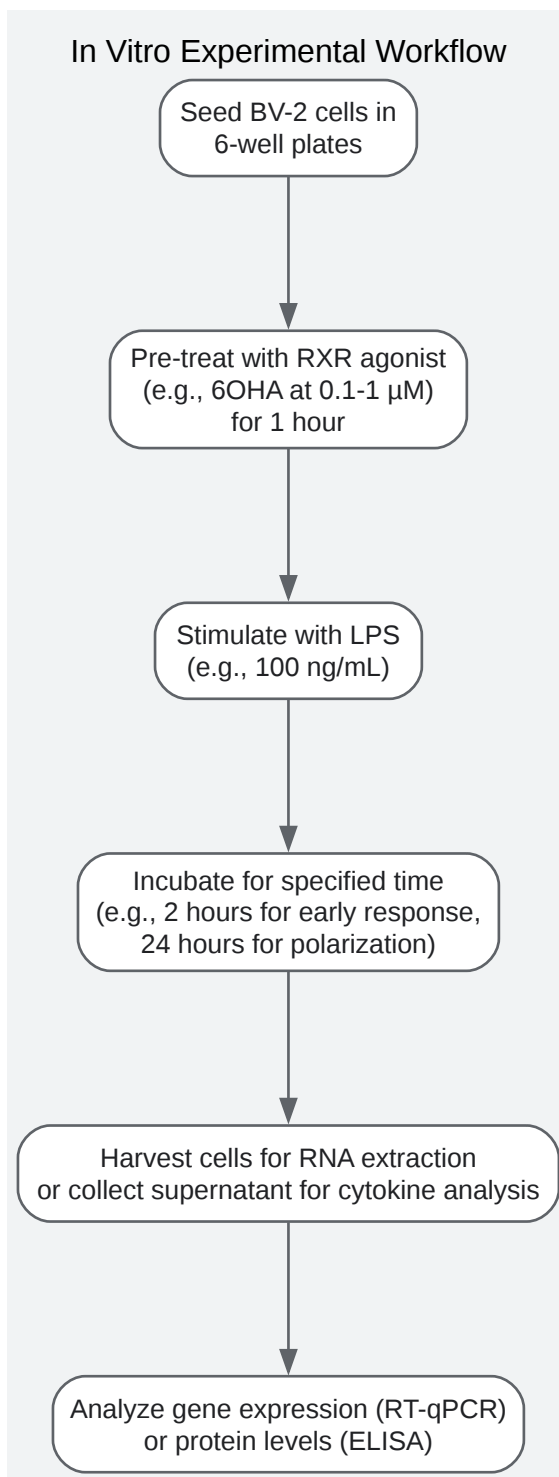 In Vitro Experimental Workflow
Seed BV-2 cells in
6-well plates
Pre-treat with RXR agonist
(e.g., 6OHA at 0.1-1 µM)
for 1 hour
Stimulate with LPS
(e.g., 100 ng/mL)
Incubate for specified time
(e.g., 2 hours for early response,
24 hours for polarization)
Harvest cells for RNA extraction
or collect supernatant for cytokine analysis
Analyze gene expression (RT-qPCR)
or protein levels (ELISA)